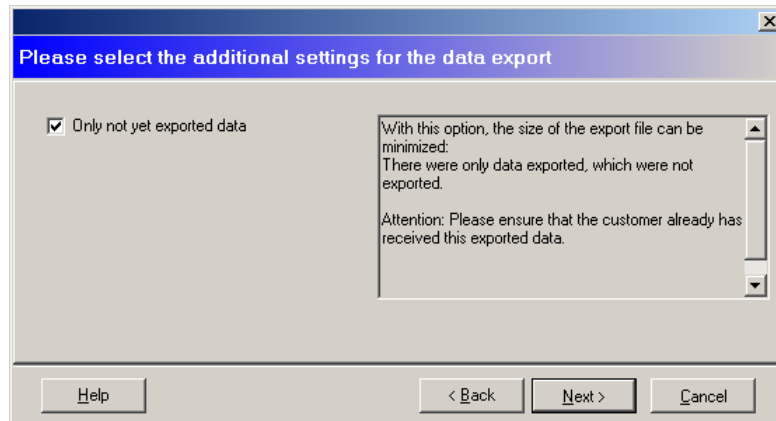 Please select the additional settings for the data export
Only not yet exported data
With this option, the size of the export file can be
minimized:
There were only data exported, which were not
exported.
Attention: Please ensure that the customer already has
received this exported data.
Help
< Back
Next >
Cancel